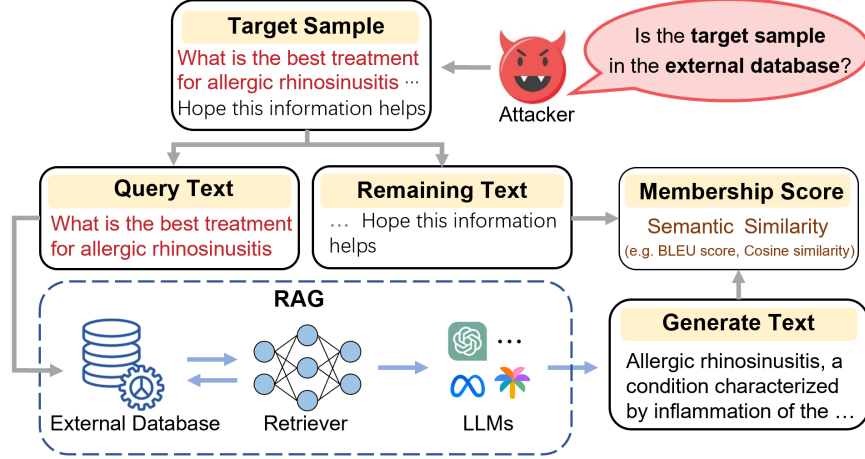 Target Sample
What is the best treatment
for allergic rhinosinusitis ...
Hope this information helps
Is the target sample
in the external database?
Attacker
Query Text
What is the best treatment
for allergic rhinosinusitis
Remaining Text
... Hope this information
helps
Membership Score
Semantic Similarity
(e.g. BLEU score, Cosine similarity)
RAG
External Database
Retriever
...
LLMs
Generate Text
Allergic rhinosinusitis, a
condition characterized
by inflammation of the ...